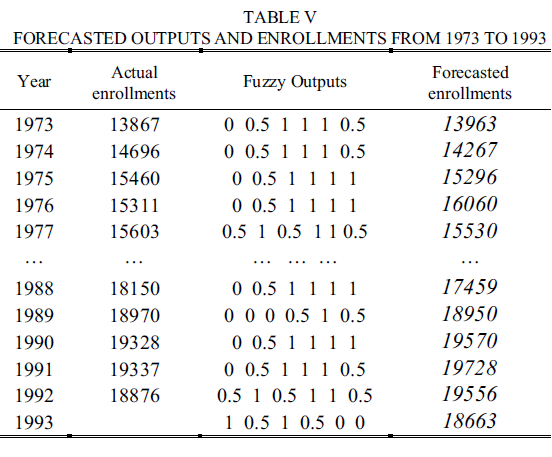 TABLE V
FORECASTED OUTPUTS AND ENROLLMENTS FROM 1973 TO 1993
Year Actual enrollments Fuzzy Outputs Forecasted enrollments
1973 13867 0 0.5 1 1 1 0.5 13963
1974 14696 0 0.5 1 1 1 0.5 14267
1975 15460 0 0.5 1 1 1 1 15296
1976 15311 0 0.5 1 1 1 1 16060
1977 15603 0.5 1 0.5 1 1 0.5 15530
… … … … … …
1988 18150 0 0.5 1 1 1 1 17459
1989 18970 0 0 0 0.5 1 0.5 18950
1990 19328 0 0.5 1 1 1 1 19570
1991 19337 0 0.5 1 1 1 0.5 19728
1992 18876 0.5 1 0.5 1 1 0.5 19556
1993 1 0.5 1 0.5 0 0 18663